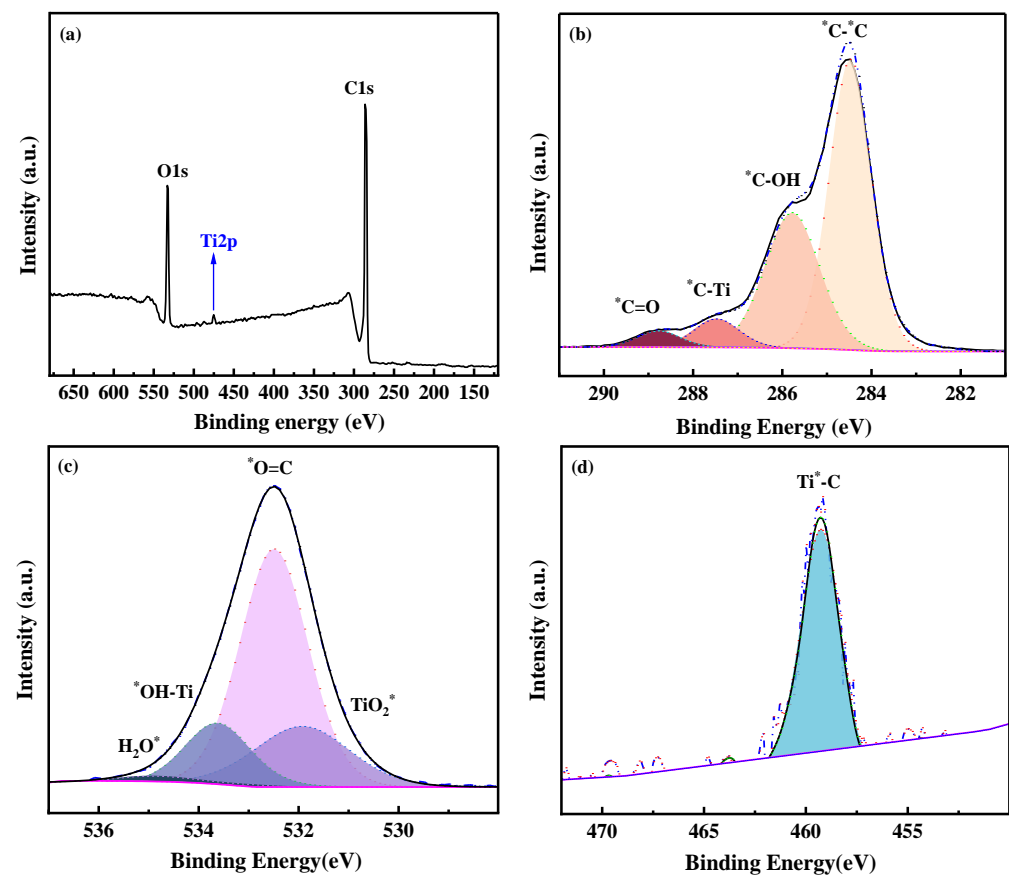 (a)
C1s
O1s
Ti2p
Intensity (a.u.)
650 600 550 500 450 400 350 300 250 200 150
Binding energy (eV)
(b)
*C-*C
*C-OH
*C-Ti
*C=O
Intensity (a.u.)
290 288 286 284 282
Binding Energy (eV)
(c)
*O=C
*OH-Ti
TiO₂*
H₂O*
Intensity (a.u.)
536 534 532 530
Binding Energy(eV)
(d)
Ti*-C
Intensity (a.u.)
470 465 460 455
Binding Energy(eV)